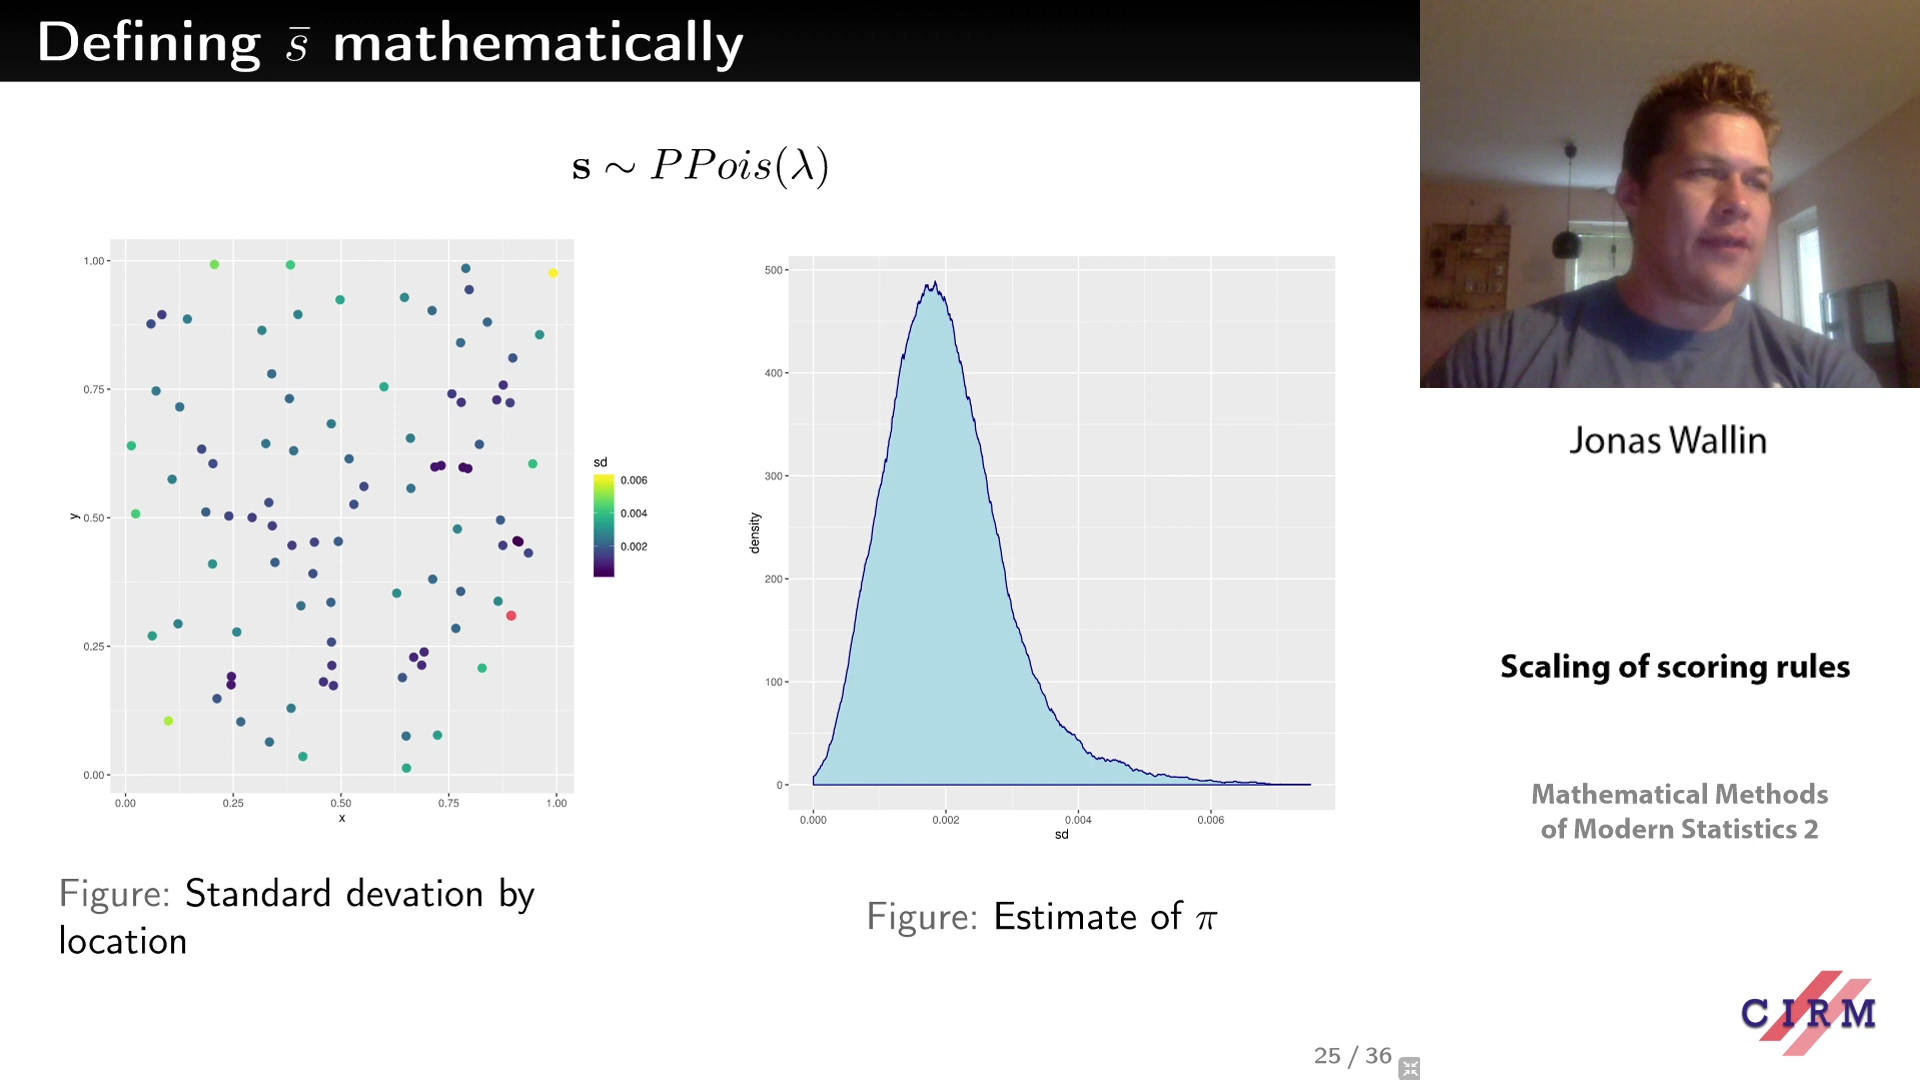 Defining s̄ mathematically
s ∼ PPois(λ)
1.00
0.75
0.50
0.25
0.00
y
0.00 0.25 0.50 0.75 1.00
x
sd
0.006
0.004
0.002
500
400
300
200
100
0
density
0.000 0.002 0.004 0.006
sd
Figure: Standard devation by
location
Figure: Estimate of π
25 / 36
Jonas Wallin
Scaling of scoring rules
Mathematical Methods
of Modern Statistics 2
CIRM